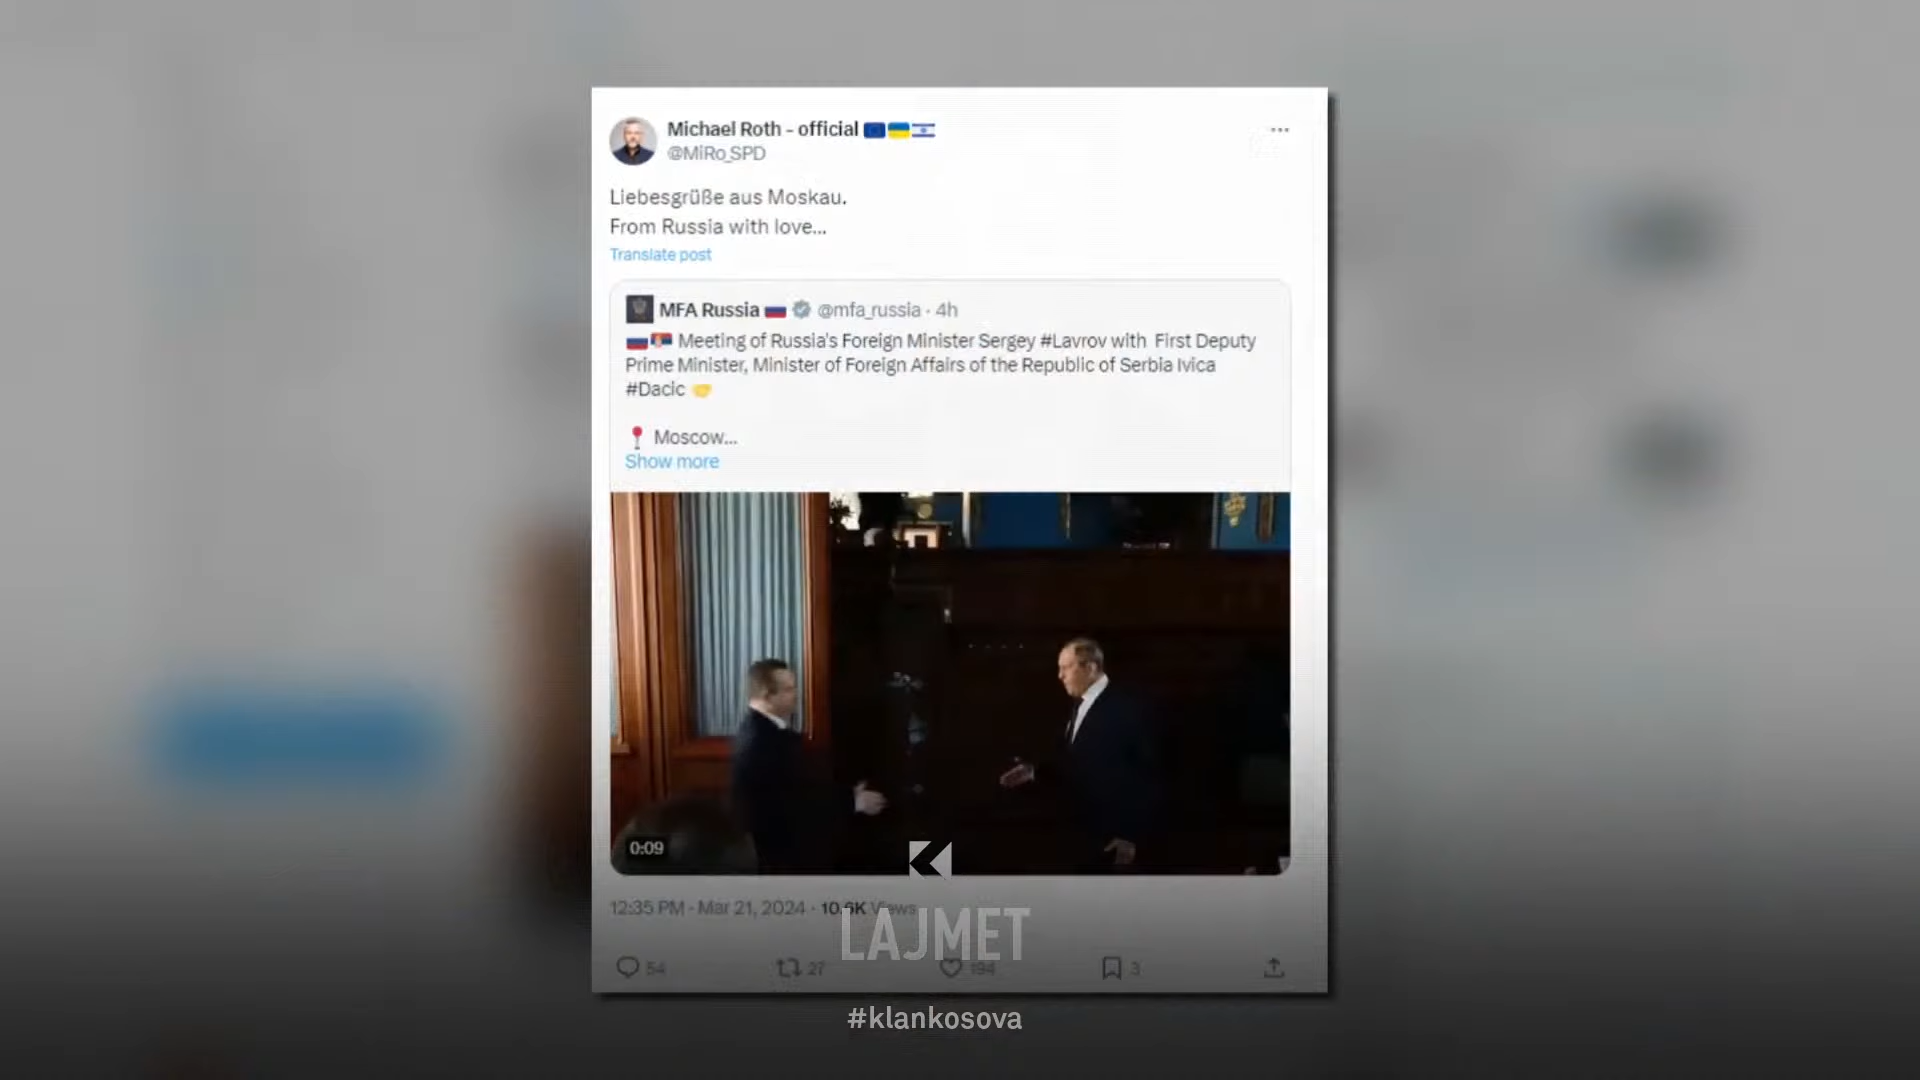 Michael Roth - official 🇪🇺🇺🇦🇮🇱
@MiRo_SPD
Liebesgrüße aus Moskau.
From Russia with love...
Translate post
MFA Russia 🇷🇺 @mfa_russia · 4h
🇷🇺🇷🇸 Meeting of Russia's Foreign Minister Sergey #Lavrov with First Deputy
Prime Minister, Minister of Foreign Affairs of the Republic of Serbia Ivica
#Dacic 🤝
📍 Moscow...
Show more
0:09
12:35 PM · Mar 21, 2024 · 10.6K Views
LAJMET
54 27 194 3
#klankosova